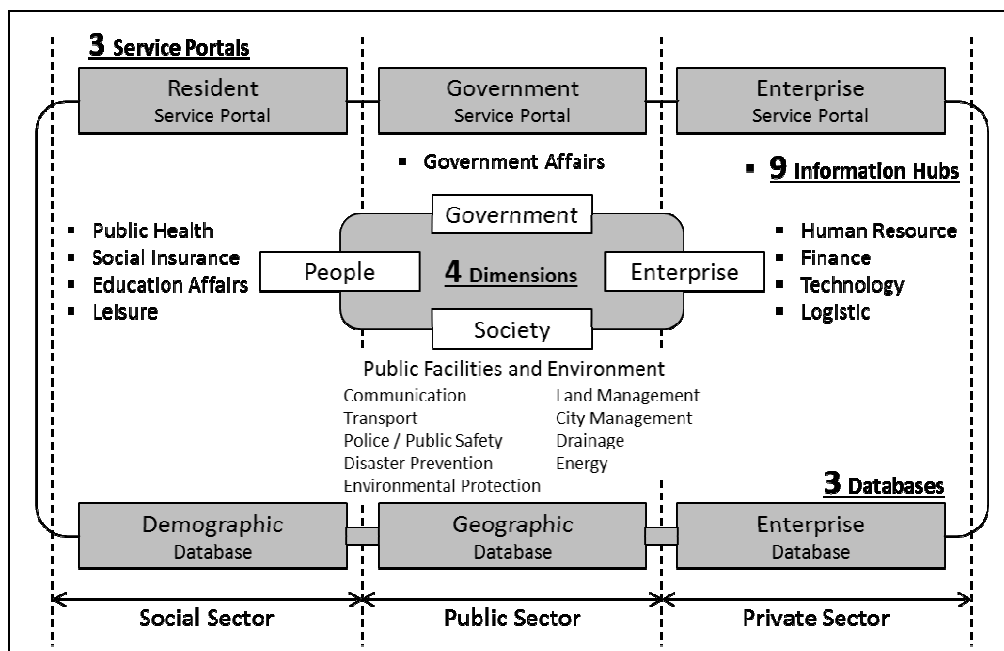 3 Service Portals
Resident
Service Portal
Government
Service Portal
Enterprise
Service Portal
▪ Government Affairs
▪ 9 Information Hubs
Government
▪ Public Health
▪ Social Insurance
▪ Education Affairs
▪ Leisure
People
4 Dimensions
Enterprise
▪ Human Resource
▪ Finance
▪ Technology
▪ Logistic
Society
Public Facilities and Environment
Communication
Transport
Police / Public Safety
Disaster Prevention
Environmental Protection
Land Management
City Management
Drainage
Energy
3 Databases
Demographic
Database
Geographic
Database
Enterprise
Database
Social Sector
Public Sector
Private Sector